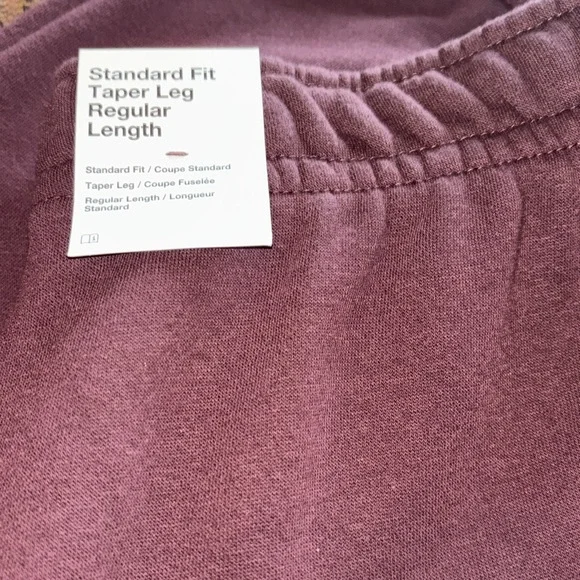 Standard Fit
Taper Leg
Regular
Length
Standard Fit / Coupe Standard
Taper Leg / Coupe Fuselée
Regular Length / Longueur
Standard